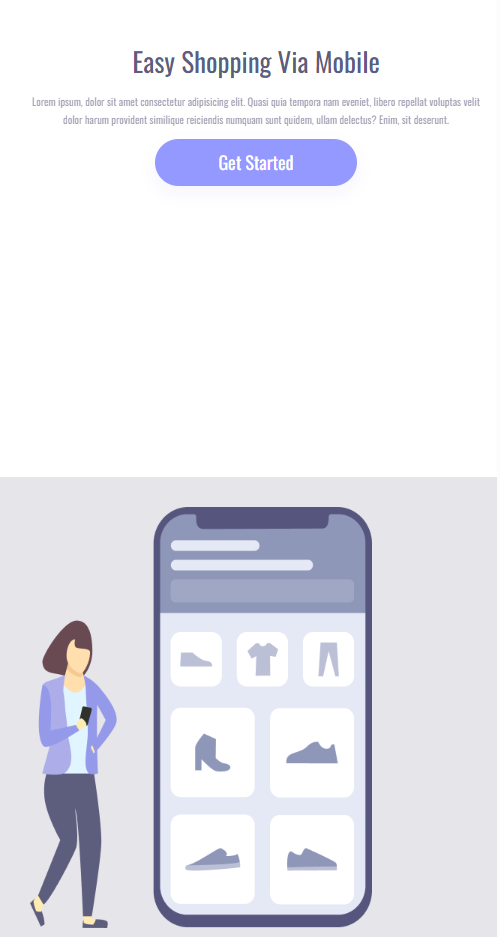 Easy Shopping Via Mobile
Lorem ipsum, dolor sit amet consectetur adipisicing elit. Quasi quia tempora nam eveniet, libero repellat voluptas velit
dolor harum provident similique reiciendis numquam sunt quidem, ullam delectus? Enim, sit deserunt.
Get Started